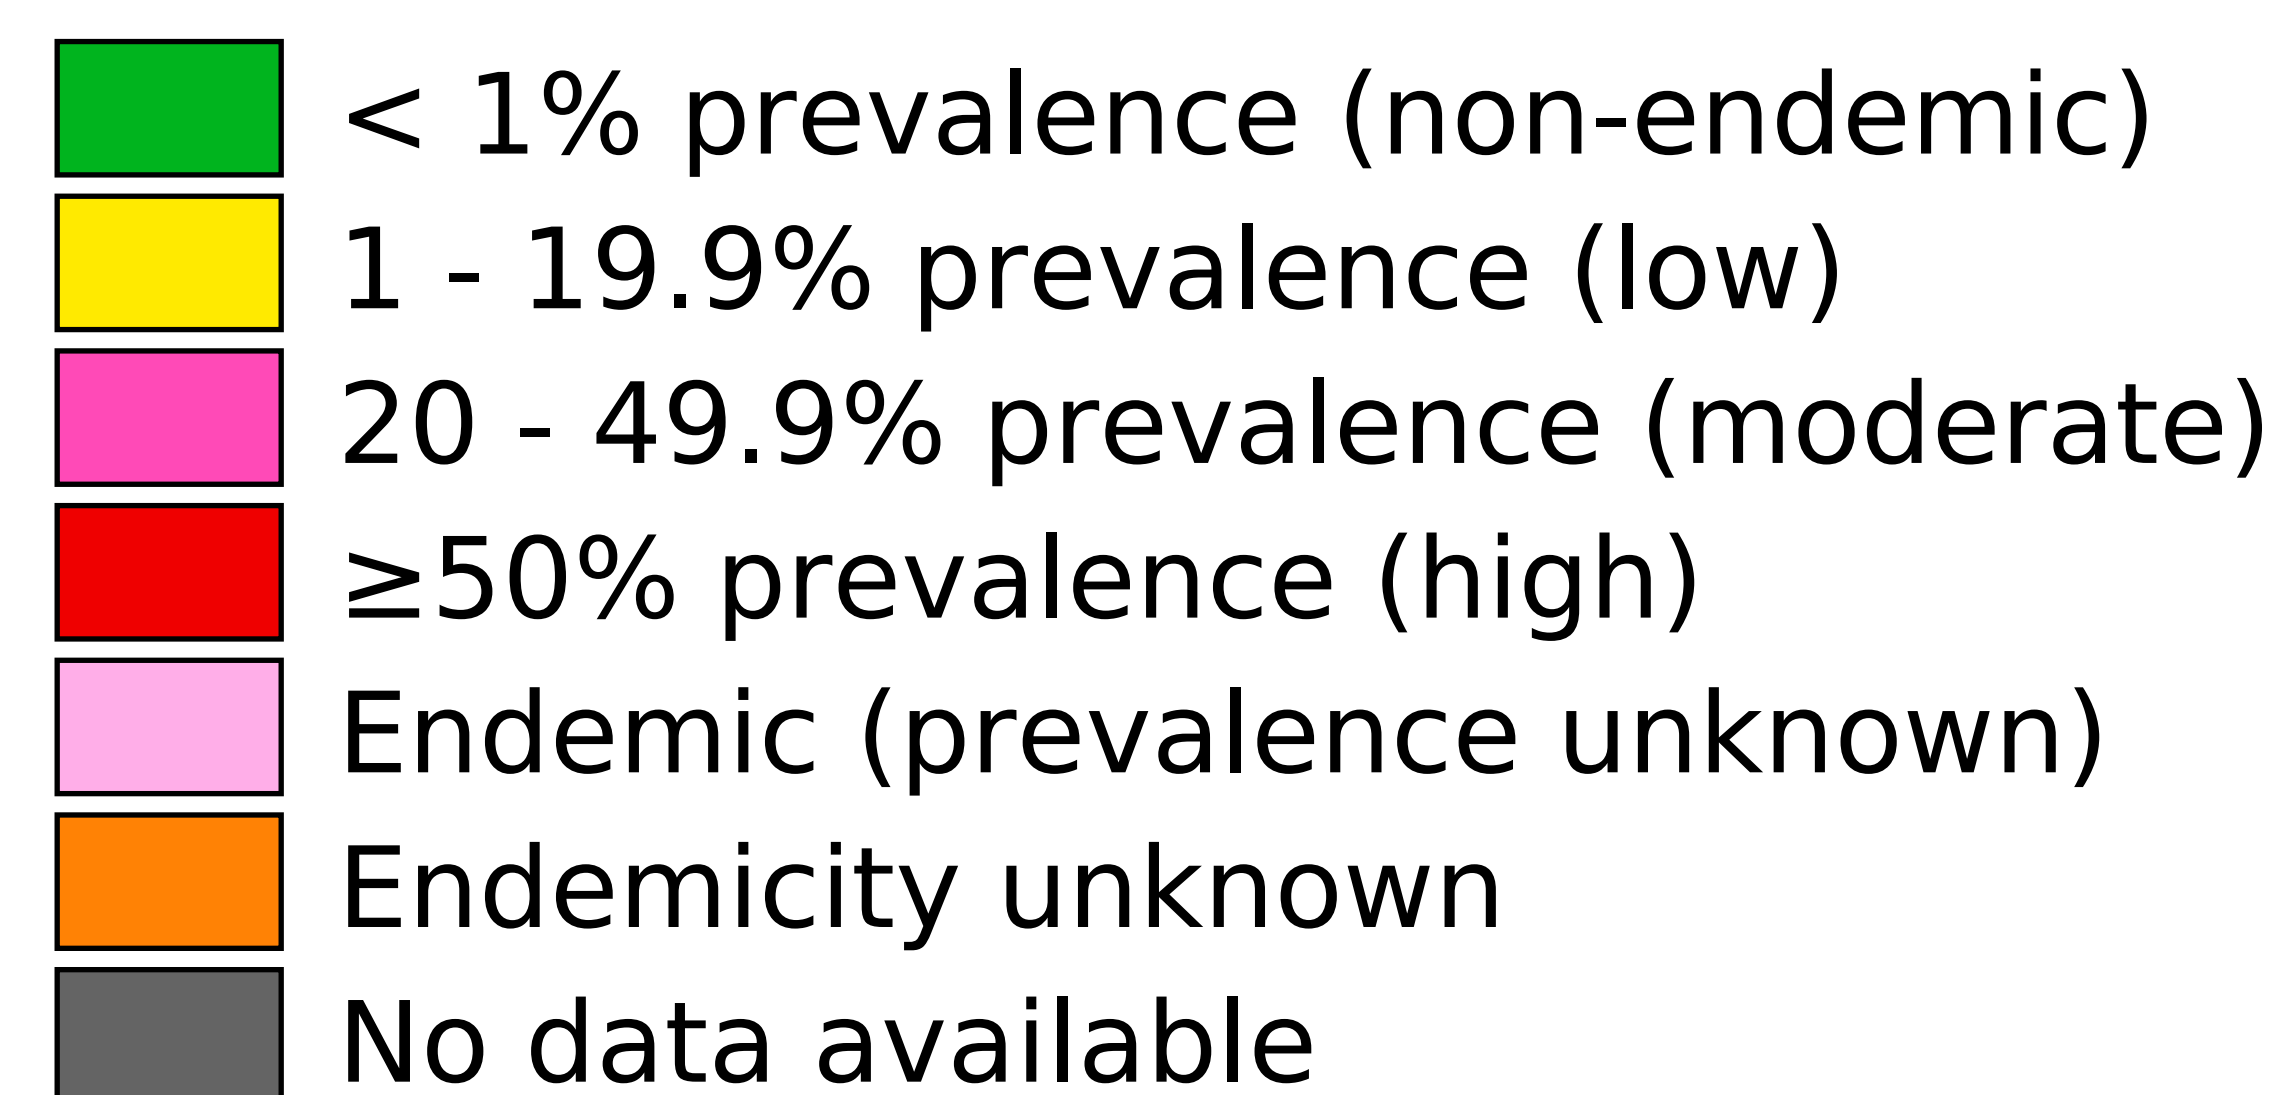 < 1% prevalence (non-endemic)
1 - 19.9% prevalence (low)
20 - 49.9% prevalence (moderate)
≥50% prevalence (high)
Endemic (prevalence unknown)
Endemicity unknown
No data available